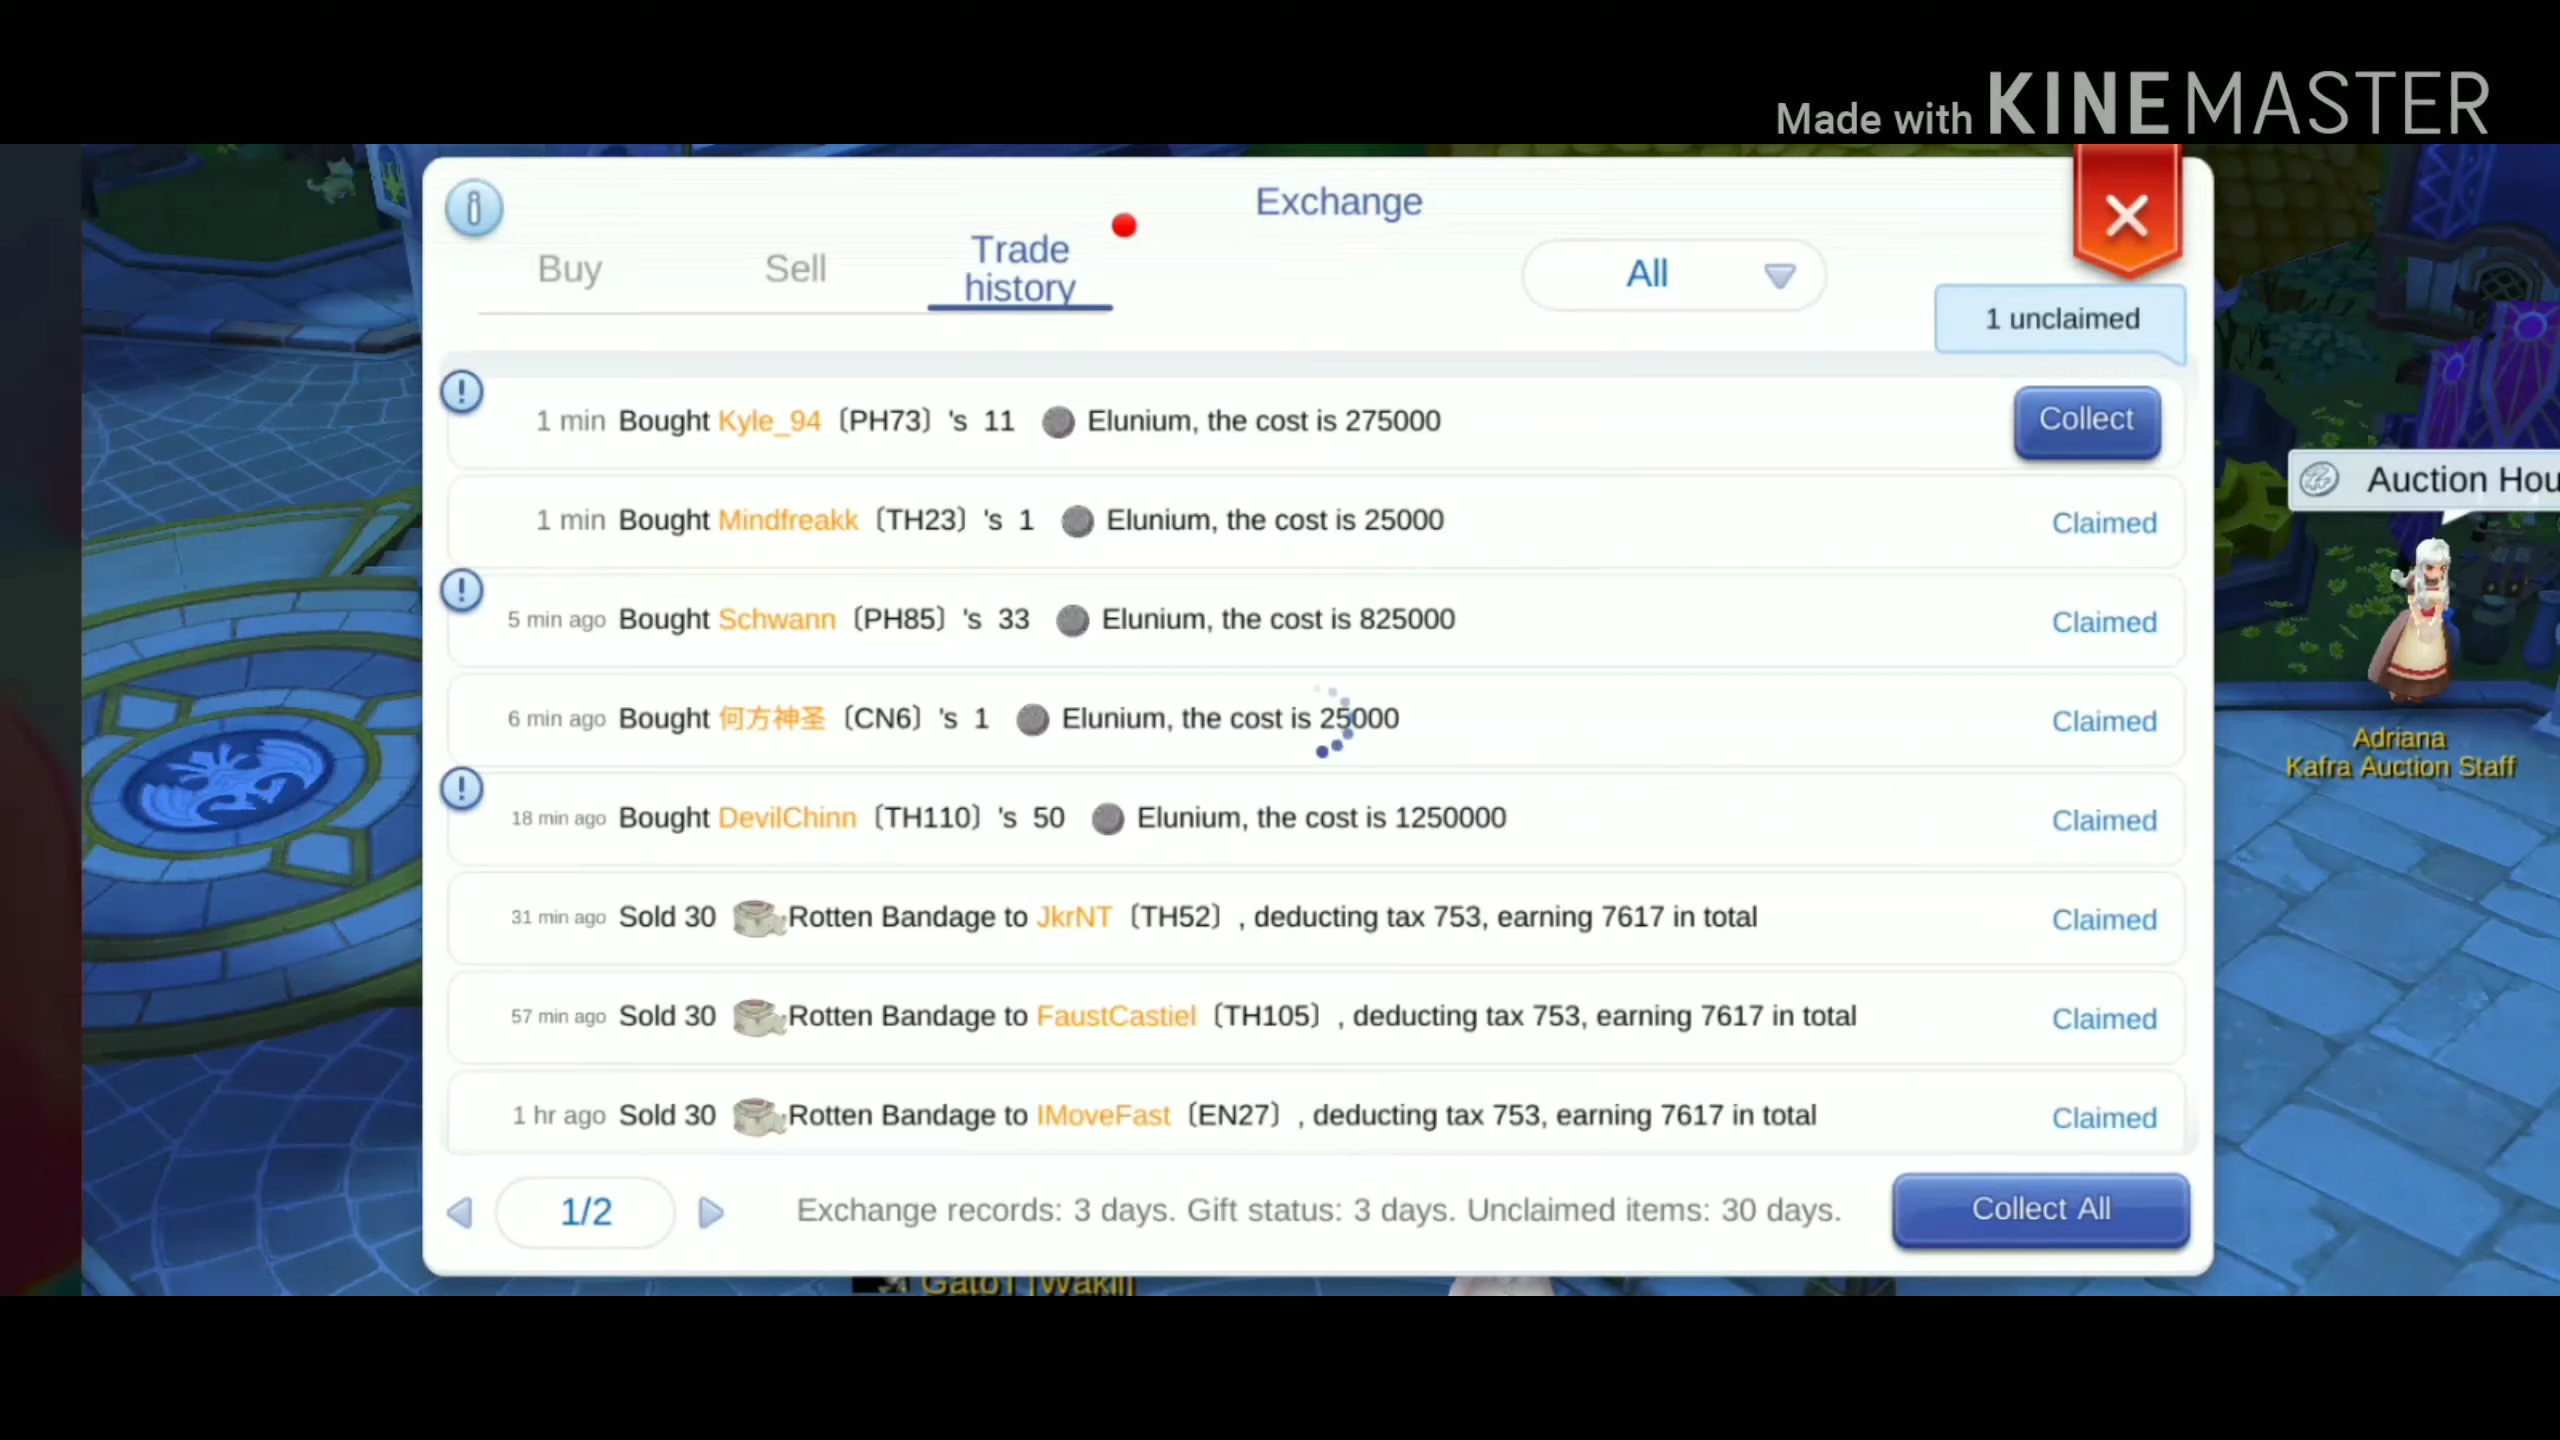 Made with KINEMASTER
Exchange
Buy
Sell
Trade
history
All
1 unclaimed
1 min Bought Kyle_94〔PH73〕's 11 Elunium, the cost is 275000
Collect
1 min Bought Mindfreakk〔TH23〕's 1 Elunium, the cost is 25000
Claimed
5 min ago Bought Schwann〔PH85〕's 33 Elunium, the cost is 825000
Claimed
6 min ago Bought 何方神圣〔CN6〕's 1 Elunium, the cost is 25000
Claimed
18 min ago Bought DevilChinn〔TH110〕's 50 Elunium, the cost is 1250000
Claimed
31 min ago Sold 30 Rotten Bandage to JkrNT〔TH52〕, deducting tax 753, earning 7617 in total
Claimed
57 min ago Sold 30 Rotten Bandage to FaustCastiel〔TH105〕, deducting tax 753, earning 7617 in total
Claimed
1 hr ago Sold 30 Rotten Bandage to IMoveFast〔EN27〕, deducting tax 753, earning 7617 in total
Claimed
1/2
Exchange records: 3 days. Gift status: 3 days. Unclaimed items: 30 days.
Collect All
Auction Hou
Adriana
Kafra Auction Staff